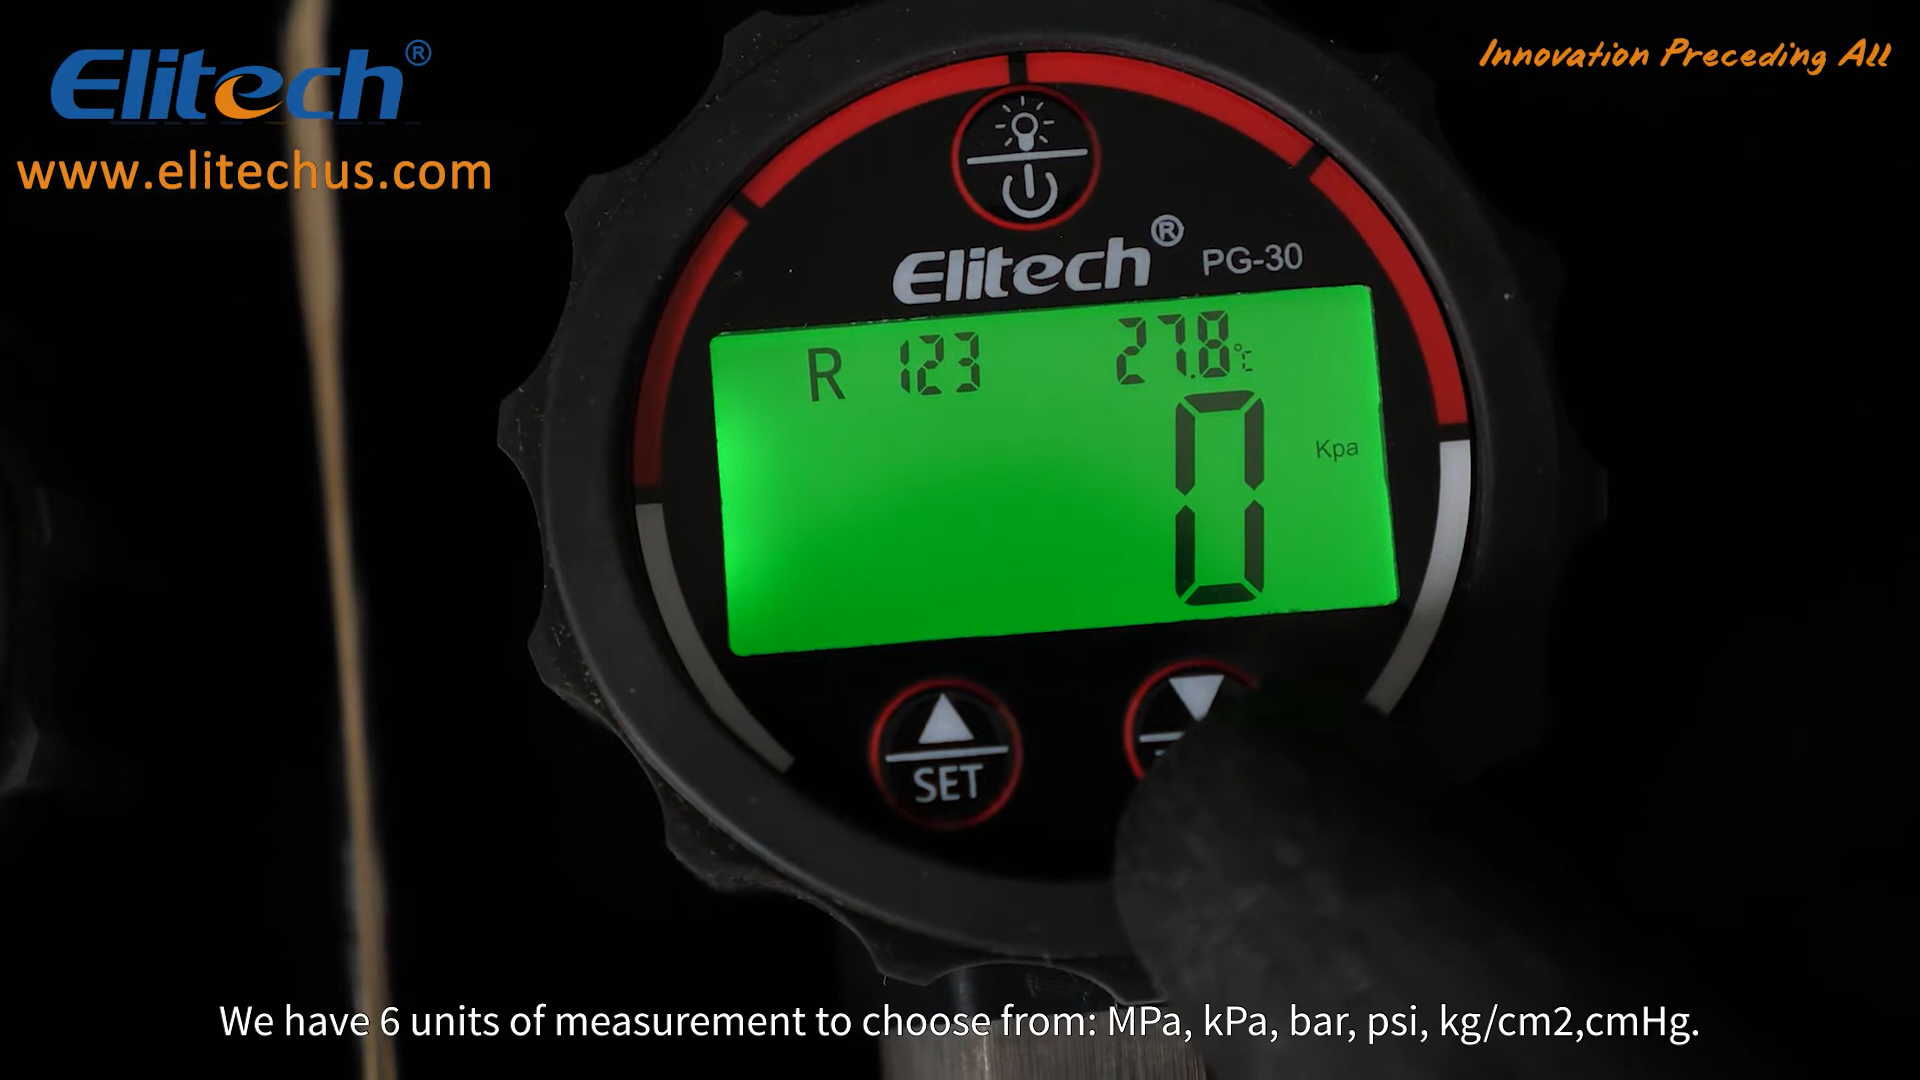 Elitech®
www.elitechus.com
Innovation Preceding All
Elitech® PG-30
R 123 27.8 °C
0 Kpa
SET
We have 6 units of measurement to choose from: MPa, kPa, bar, psi, kg/cm2,cmHg.